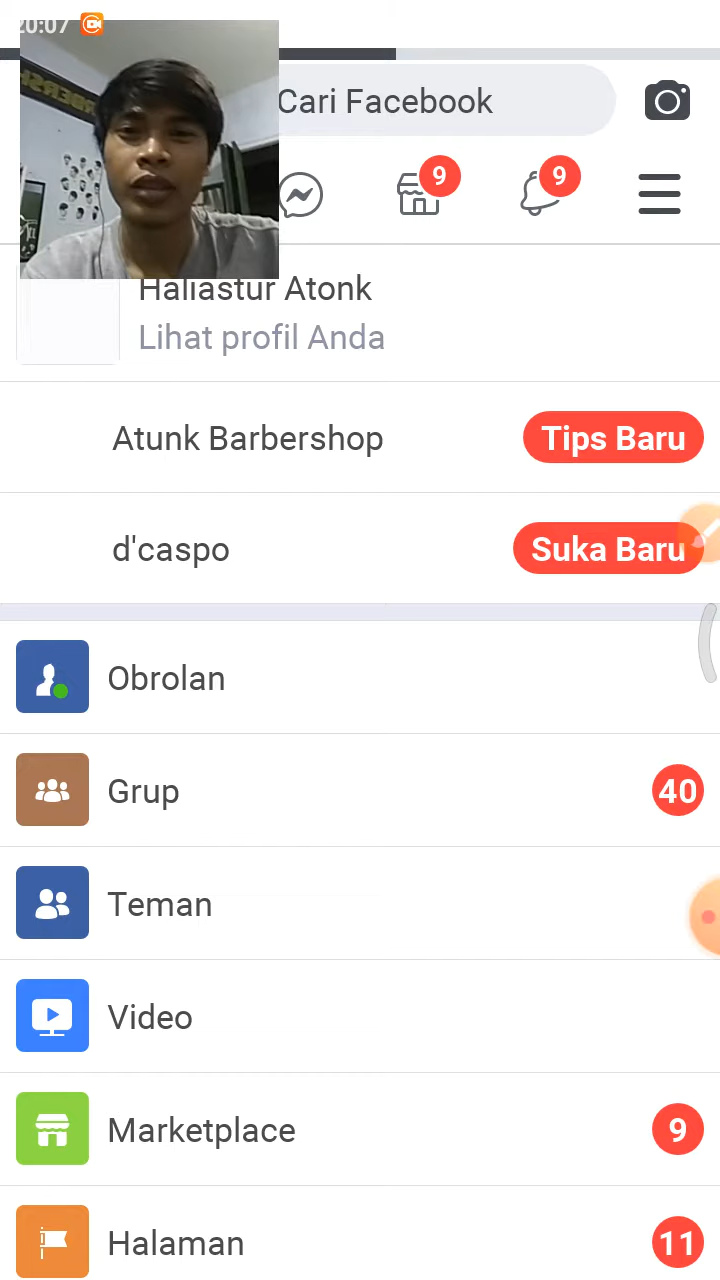 20:07
Cari Facebook
9
9
Haliastur Atonk
Lihat profil Anda
Atunk Barbershop
Tips Baru
d'caspo
Suka Baru
Obrolan
Grup
40
Teman
Video
Marketplace
9
Halaman
11